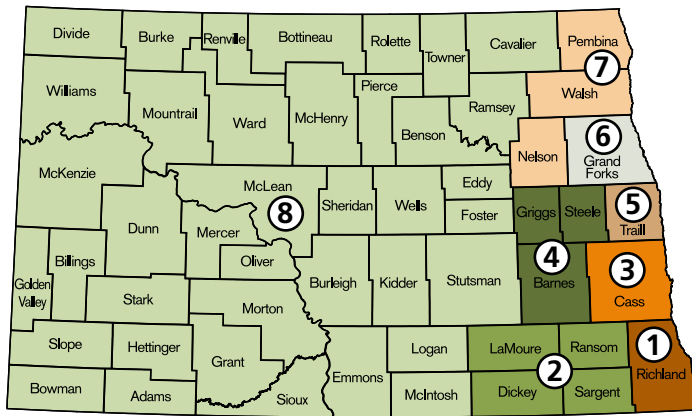 Divide
Burke
Renville
Bottineau
Rolette
Towner
Cavalier
Pembina
7
Williams
Mountrail
Ward
McHenry
Pierce
Benson
Ramsey
Walsh
Nelson
6
Grand
Forks
McKenzie
McLean
8
Sheridan
Wells
Eddy
Foster
Griggs
Steele
5
Traill
Dunn
Mercer
Oliver
Golden
Valley
Billings
Stark
Morton
Burleigh
Kidder
Stutsman
4
Barnes
3
Cass
Slope
Hettinger
Grant
Sioux
Emmons
Logan
LaMoure
Ransom
1
Richland
Bowman
Adams
McIntosh
2
Dickey
Sargent